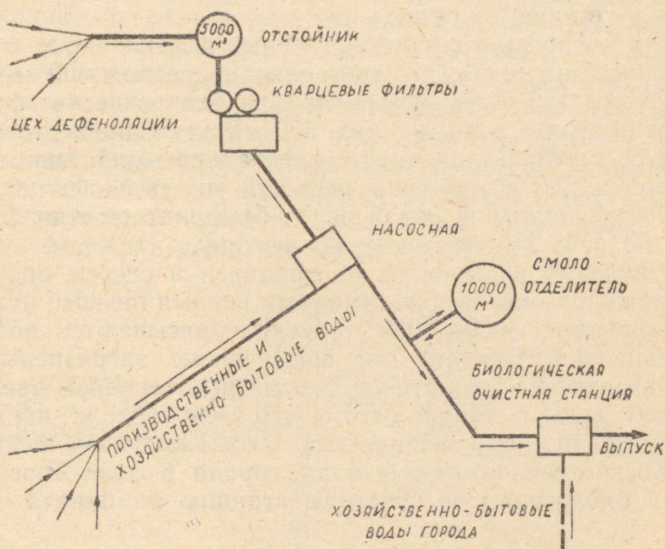 5000
м³
ОТСТОЙНИК
КВАРЦЕВЫЕ ФИЛЬТРЫ
ЦЕХ ДЕФЕНОЛАЦИИ
НАСОСНАЯ
СМОЛО
ОТДЕЛИТЕЛЬ
10000
м³
ПРОИЗВОДСТВЕННЫЕ И
ХОЗЯЙСТВЕННО-БЫТОВЫЕ ВОДЫ
БИОЛОГИЧЕСКАЯ
ОЧИСТНАЯ СТАНЦИЯ
ВЫПУСК
ХОЗЯЙСТВЕННО-БЫТОВЫЕ
ВОДЫ ГОРОДА